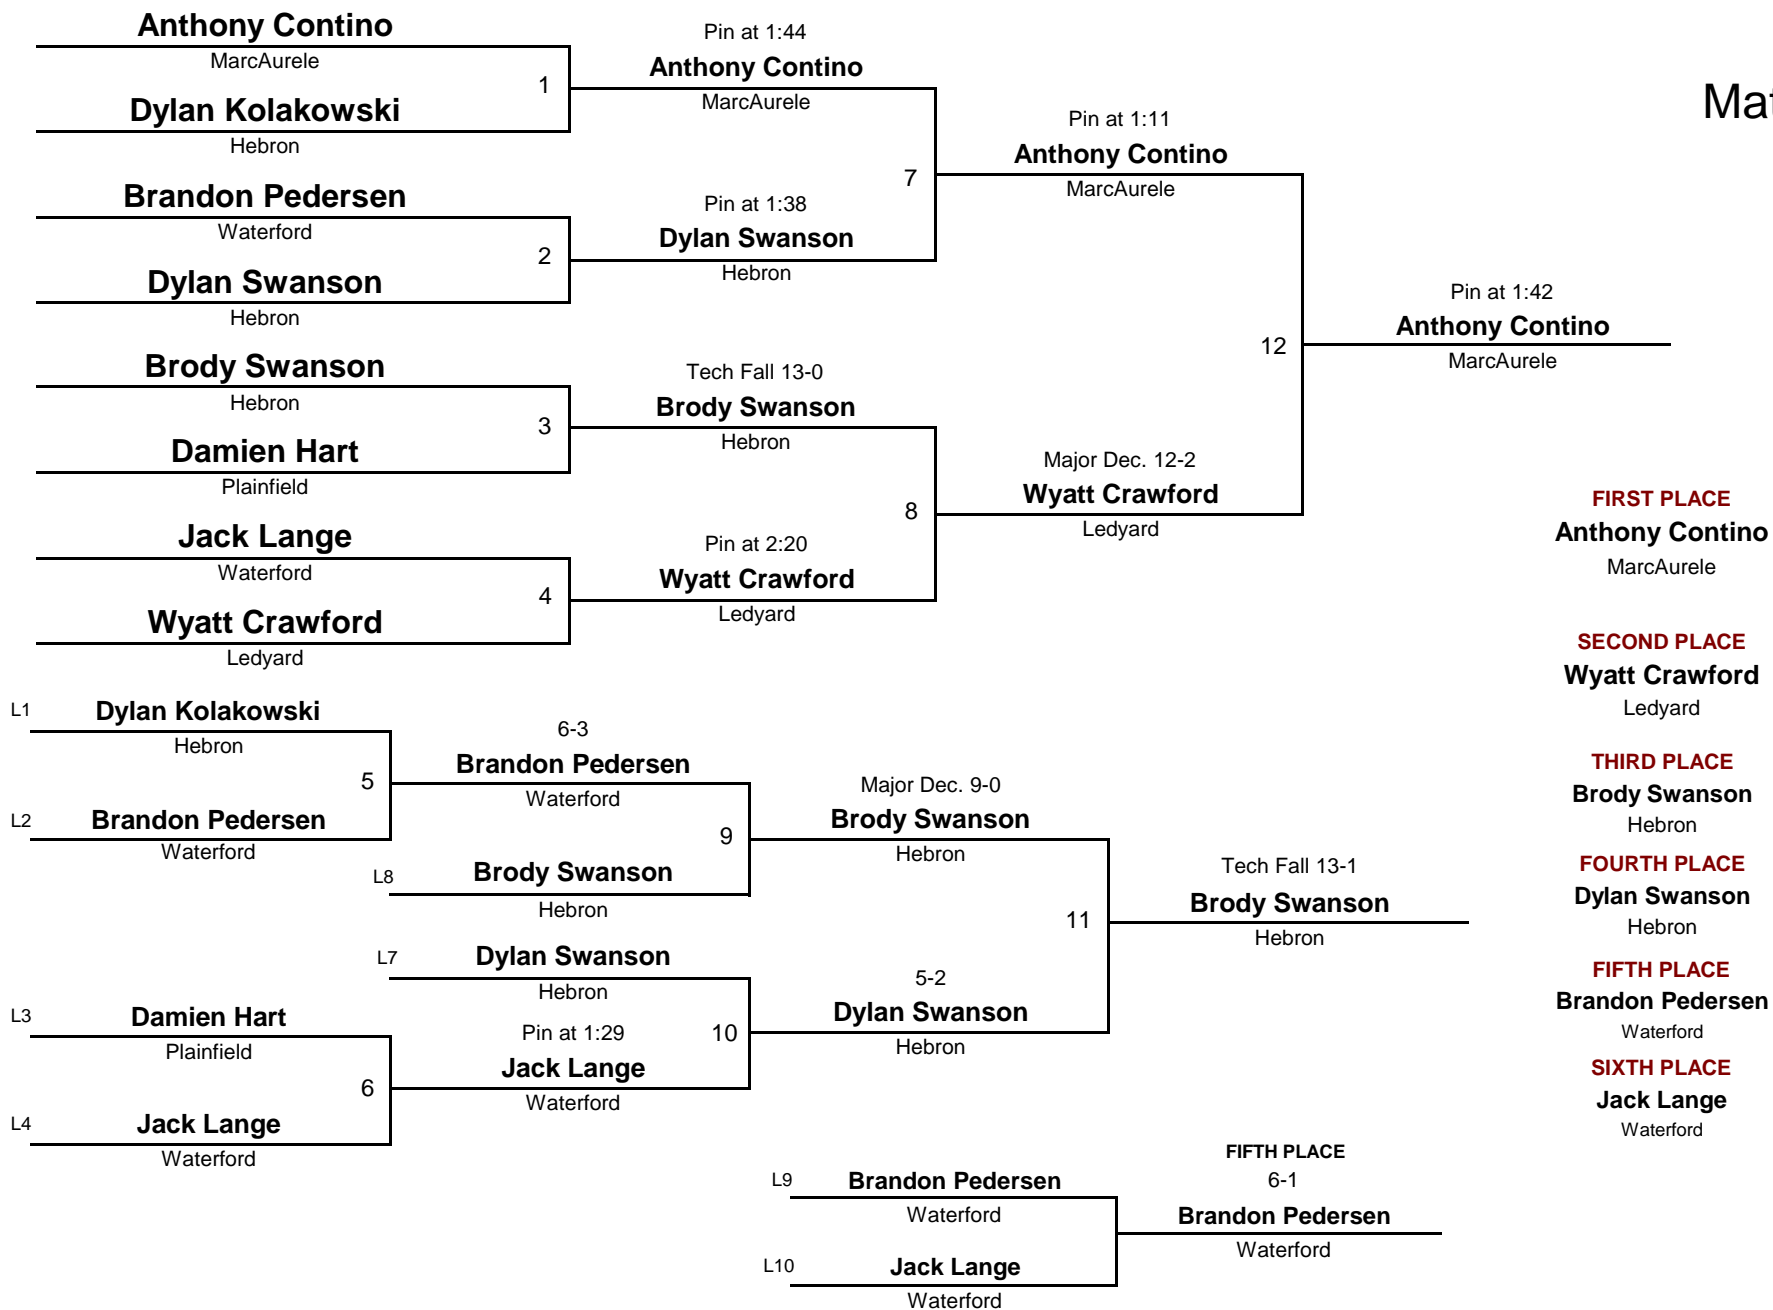 Anthony Contino
MarcAurele
1
Dylan Kolakowski
Hebron
Brandon Pedersen
Waterford
2
Dylan Swanson
Hebron
Brody Swanson
Hebron
3
Damien Hart
Plainfield
Jack Lange
Waterford
4
Wyatt Crawford
Ledyard
Pin at 1:44
Anthony Contino
MarcAurele
7
Pin at 1:38
Dylan Swanson
Hebron
Tech Fall 13-0
Brody Swanson
Hebron
8
Pin at 2:20
Wyatt Crawford
Ledyard
Pin at 1:11
Anthony Contino
MarcAurele
12
Major Dec. 12-2
Wyatt Crawford
Ledyard
Pin at 1:42
Anthony Contino
MarcAurele
Mat
L1 Dylan Kolakowski
Hebron
5
L2 Brandon Pedersen
Waterford
6-3
Brandon Pedersen
Waterford
9
L8 Brody Swanson
Hebron
L7 Dylan Swanson
Hebron
10
Pin at 1:29
Jack Lange
Waterford
L3 Damien Hart
Plainfield
6
L4 Jack Lange
Waterford
Major Dec. 9-0
Brody Swanson
Hebron
11
5-2
Dylan Swanson
Hebron
Tech Fall 13-1
Brody Swanson
Hebron
L9 Brandon Pedersen
Waterford
L10 Jack Lange
Waterford
FIFTH PLACE
6-1
Brandon Pedersen
Waterford
FIRST PLACE
Anthony Contino
MarcAurele
SECOND PLACE
Wyatt Crawford
Ledyard
THIRD PLACE
Brody Swanson
Hebron
FOURTH PLACE
Dylan Swanson
Hebron
FIFTH PLACE
Brandon Pedersen
Waterford
SIXTH PLACE
Jack Lange
Waterford